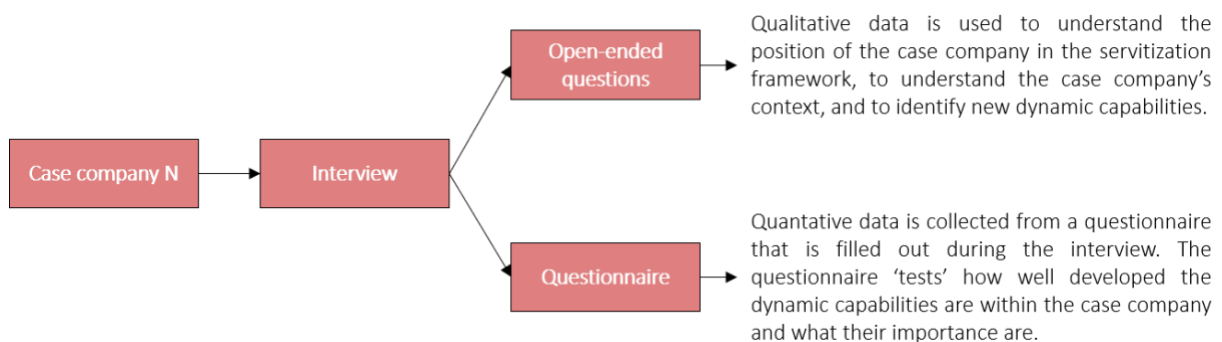 Case company N
Interview
Open-ended
questions
Qualitative data is used to understand the
position of the case company in the servitization
framework, to understand the case company's
context, and to identify new dynamic capabilities.
Questionnaire
Quantative data is collected from a questionnaire
that is filled out during the interview. The
questionnaire ‘tests’ how well developed the
dynamic capabilities are within the case company
and what their importance are.